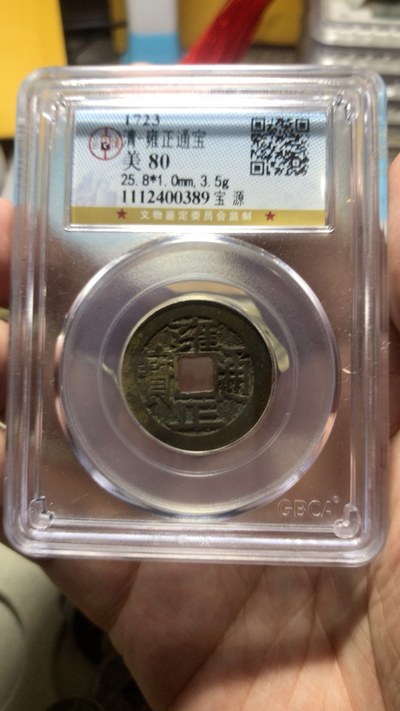 1723
清 雍正通宝
美 80
25.8*1.0mm, 3.5g
1112400389 宝 源
★ 文物鉴定委员会监制 ★
雍正通寶
GBCA